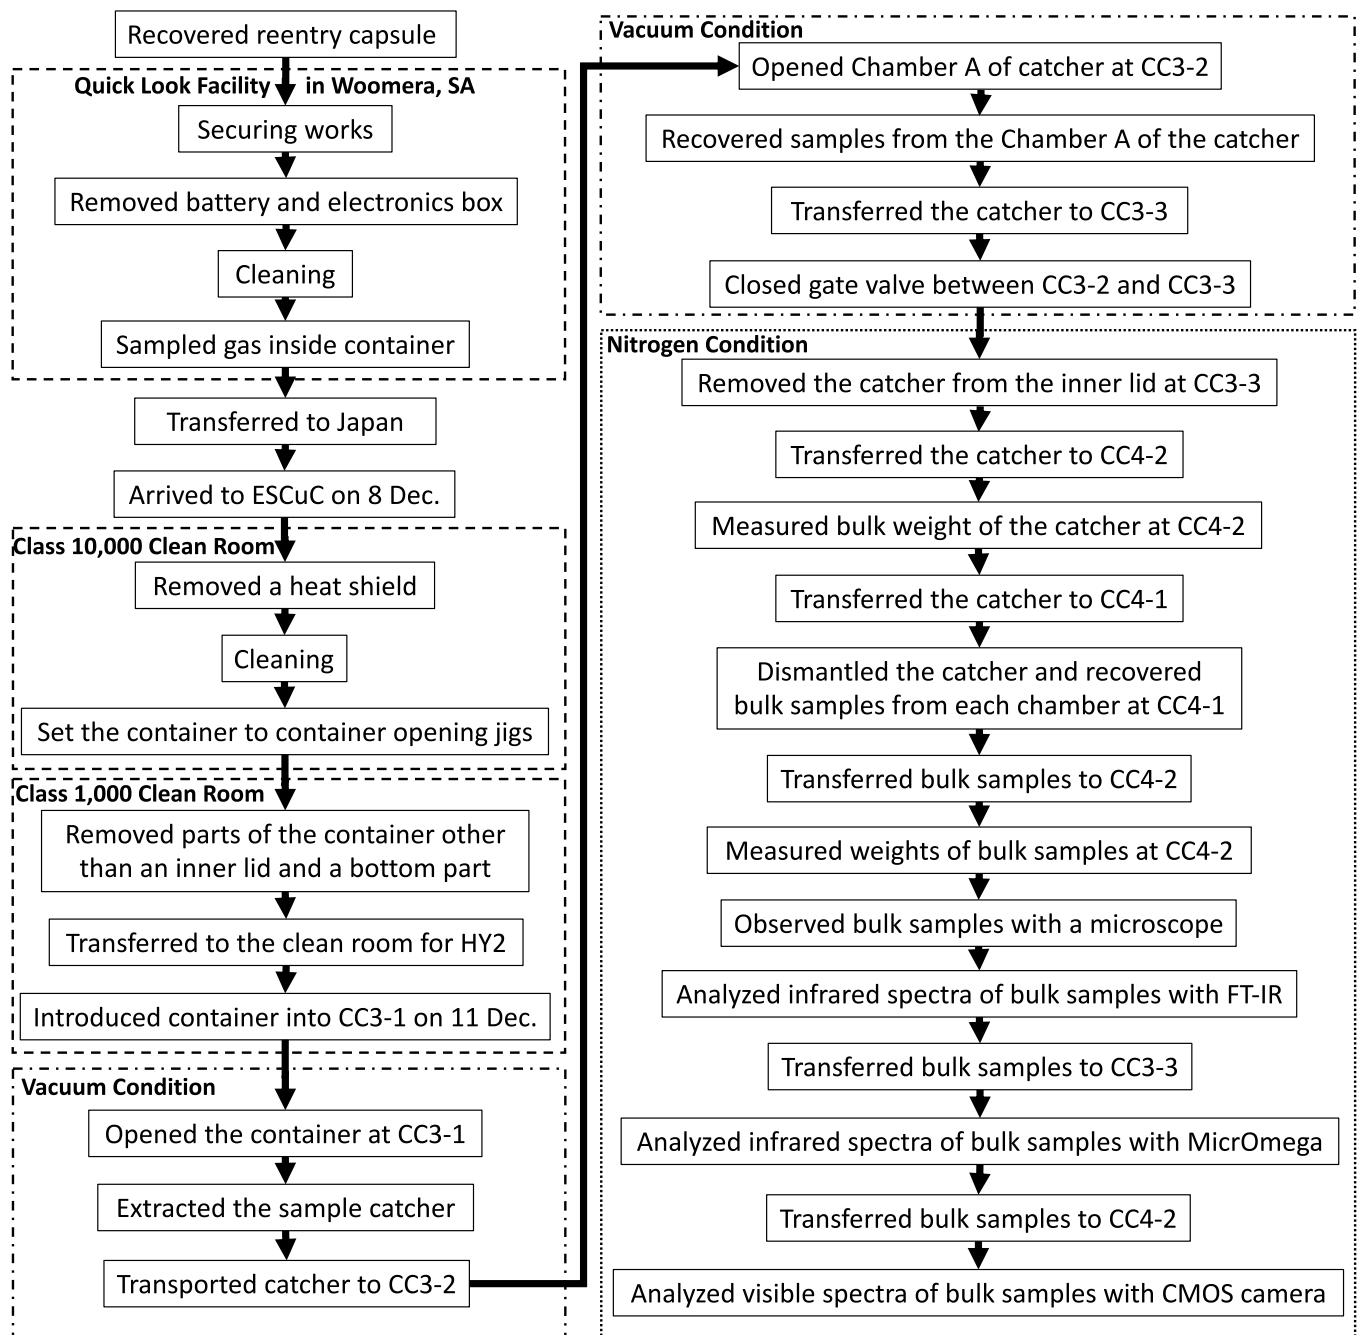 Recovered reentry capsule
Quick Look Facility in Woomera, SA
Securing works
Removed battery and electronics box
Cleaning
Sampled gas inside container
Transferred to Japan
Arrived to ESCuC on 8 Dec.
Class 10,000 Clean Room
Removed a heat shield
Cleaning
Set the container to container opening jigs
Class 1,000 Clean Room
Removed parts of the container other
than an inner lid and a bottom part
Transferred to the clean room for HY2
Introduced container into CC3-1 on 11 Dec.
Vacuum Condition
Opened the container at CC3-1
Extracted the sample catcher
Transported catcher to CC3-2
Vacuum Condition
Opened Chamber A of catcher at CC3-2
Recovered samples from the Chamber A of the catcher
Transferred the catcher to CC3-3
Closed gate valve between CC3-2 and CC3-3
Nitrogen Condition
Removed the catcher from the inner lid at CC3-3
Transferred the catcher to CC4-2
Measured bulk weight of the catcher at CC4-2
Transferred the catcher to CC4-1
Dismantled the catcher and recovered
bulk samples from each chamber at CC4-1
Transferred bulk samples to CC4-2
Measured weights of bulk samples at CC4-2
Observed bulk samples with a microscope
Analyzed infrared spectra of bulk samples with FT-IR
Transferred bulk samples to CC3-3
Analyzed infrared spectra of bulk samples with MicrOmega
Transferred bulk samples to CC4-2
Analyzed visible spectra of bulk samples with CMOS camera